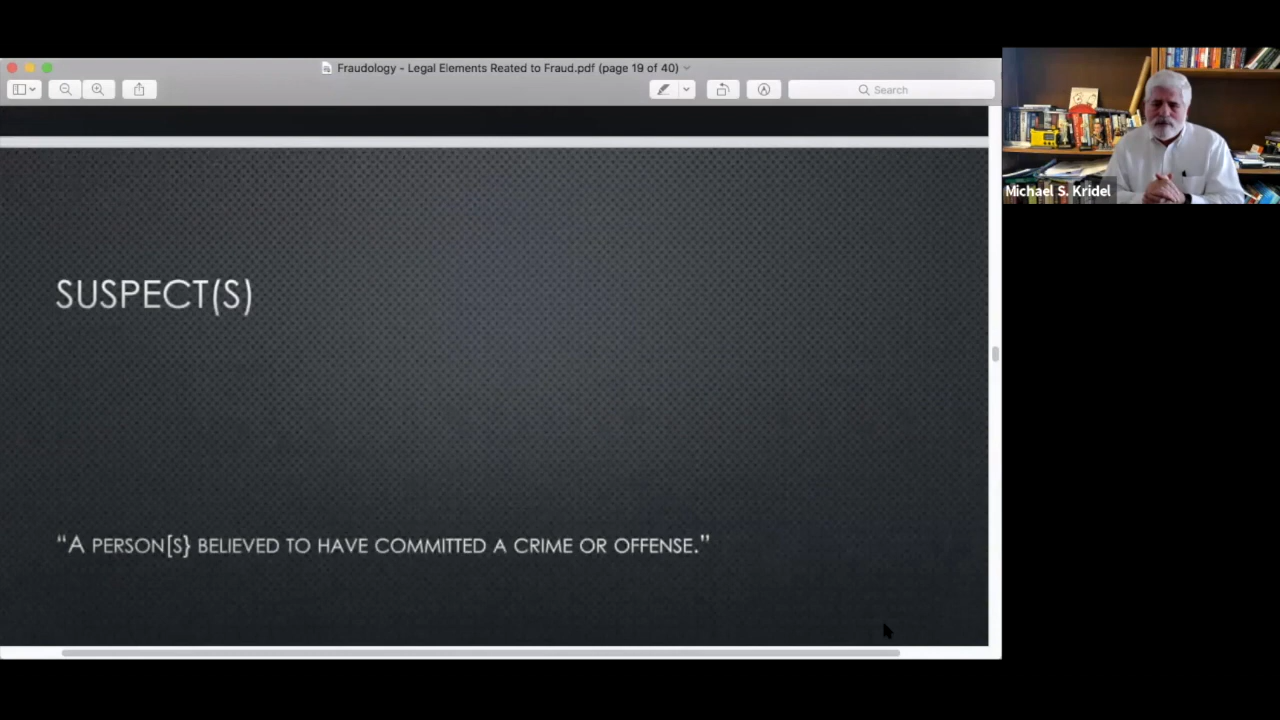 Fraudology - Legal Elements Reated to Fraud.pdf (page 19 of 40)
Search
SUSPECT(S)
“A PERSON[S} BELIEVED TO HAVE COMMITTED A CRIME OR OFFENSE.”
Michael S. Kridel